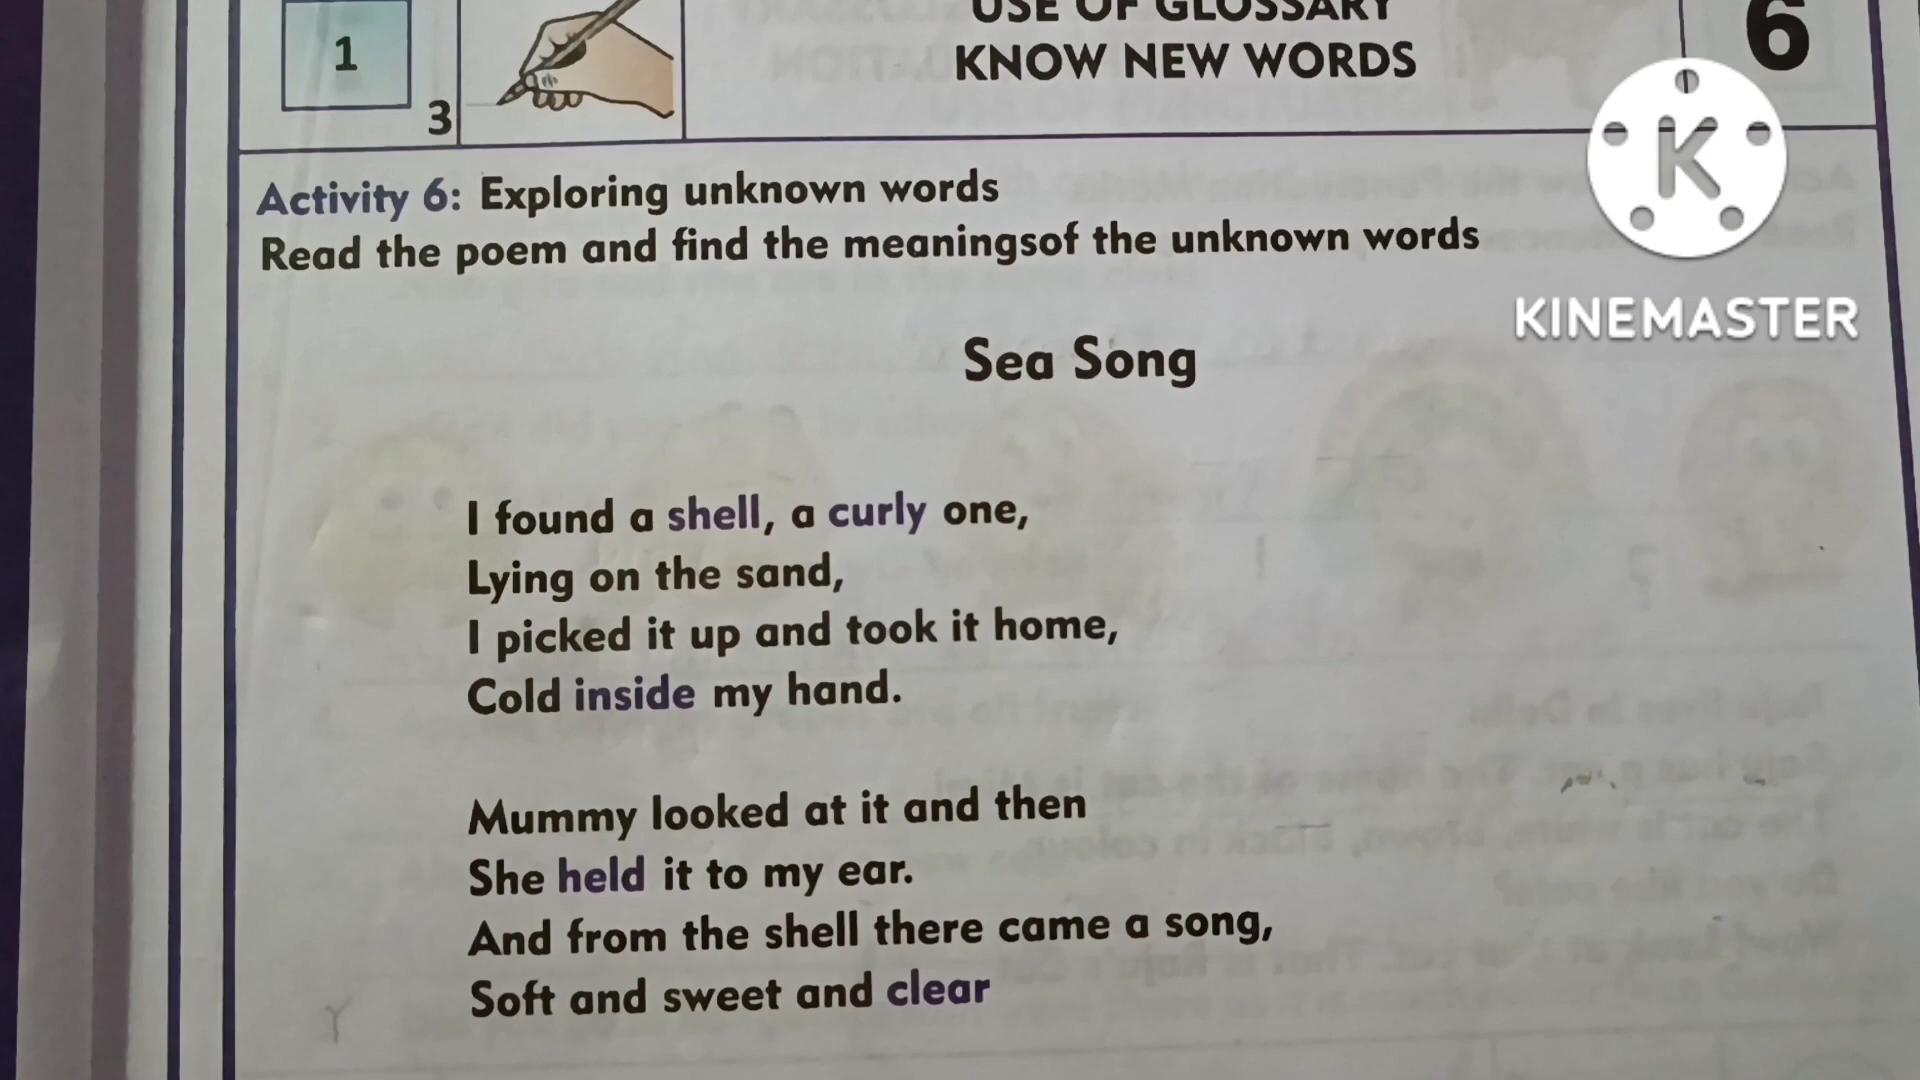 1
3
USE OF GLOSSARY
KNOW NEW WORDS
6
K
KINEMASTER
Activity 6: Exploring unknown words
Read the poem and find the meaningsof the unknown words
Sea Song
I found a shell, a curly one,
Lying on the sand,
I picked it up and took it home,
Cold inside my hand.
Mummy looked at it and then
She held it to my ear.
And from the shell there came a song,
Soft and sweet and clear